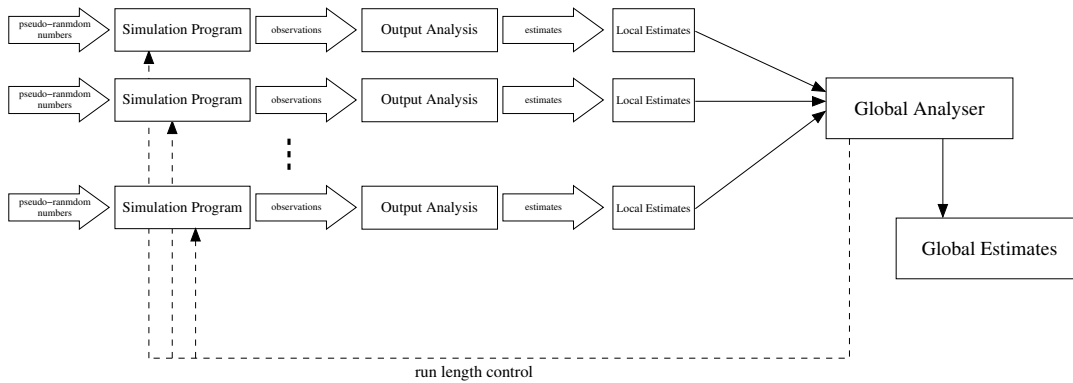 pseudo-ranmdom
numbers
Simulation Program
observations
Output Analysis
estimates
Local Estimates
pseudo-ranmdom
numbers
Simulation Program
observations
Output Analysis
estimates
Local Estimates
Global Analyser
pseudo-ranmdom
numbers
Simulation Program
observations
Output Analysis
estimates
Local Estimates
Global Estimates
run length control